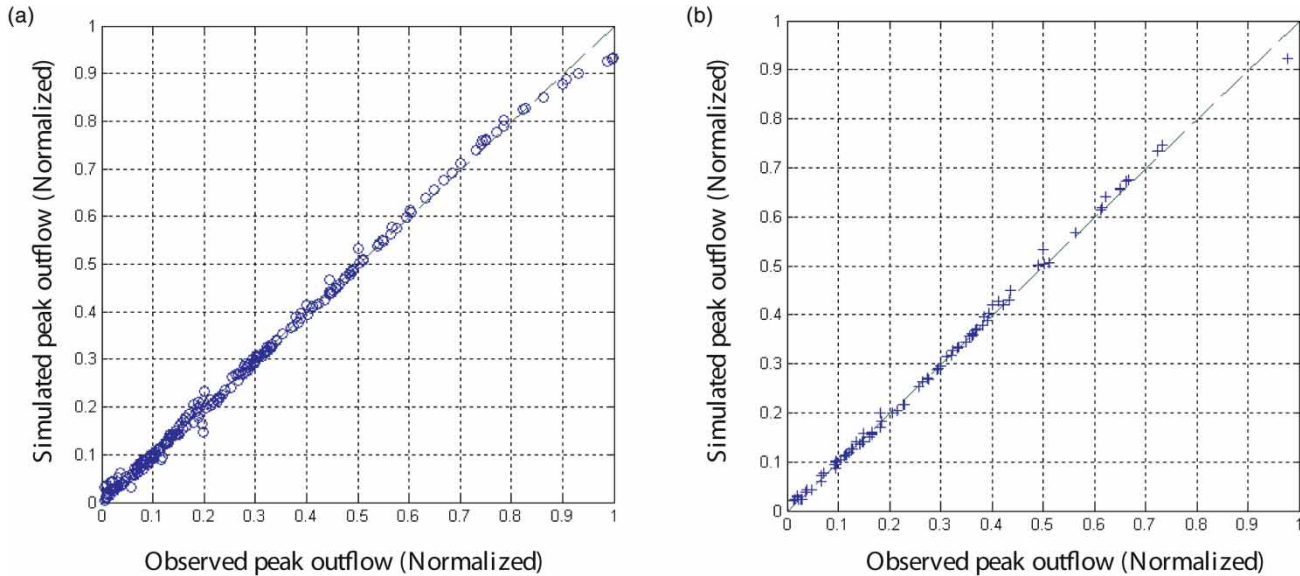 (a)
1
0.9
0.8
0.7
0.6
0.5
0.4
0.3
0.2
0.1
0
0 0.1 0.2 0.3 0.4 0.5 0.6 0.7 0.8 0.9 1
Simulated peak outflow (Normalized)
Observed peak outflow (Normalized)
(b)
1
0.9
0.8
0.7
0.6
0.5
0.4
0.3
0.2
0.1
0
0 0.1 0.2 0.3 0.4 0.5 0.6 0.7 0.8 0.9 1
Simulated peak outflow (Normalized)
Observed peak outflow (Normalized)